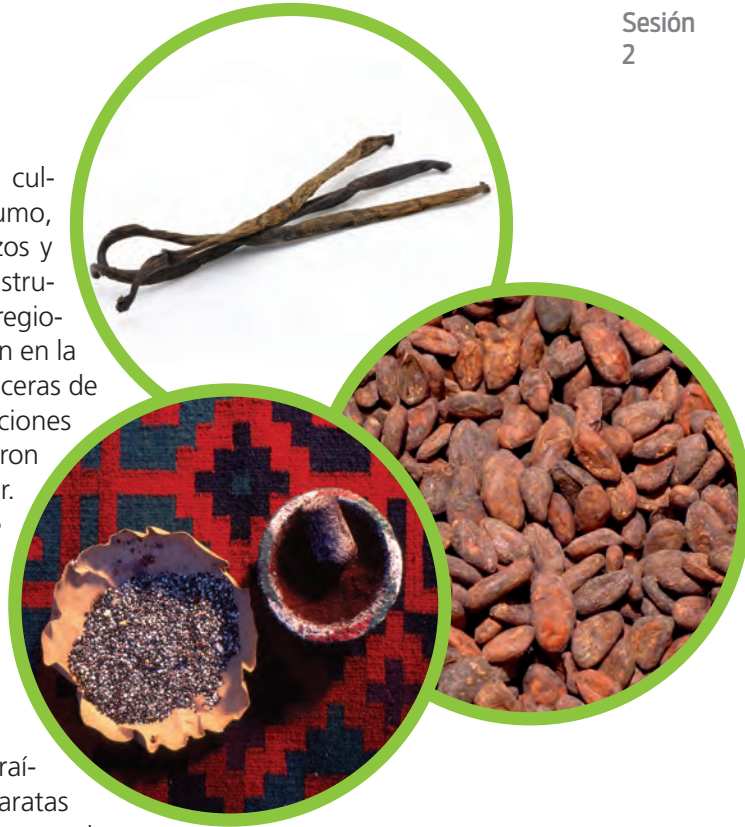 Sesión
2
cul-
umo,
zos y
stru-
regio-
n en la
ceras de
ciones
ron
r.
raí-
aratas